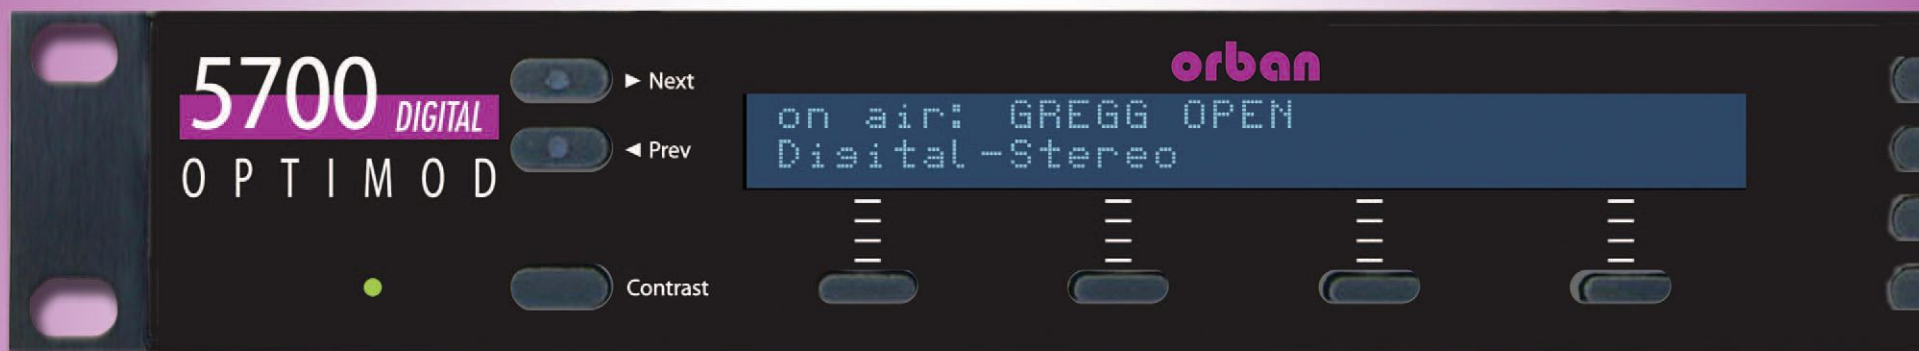 5700 DIGITAL
OPTIMOD
► Next
◄ Prev
Contrast
orban
on air: GREGG OPEN
Digital-Stereo